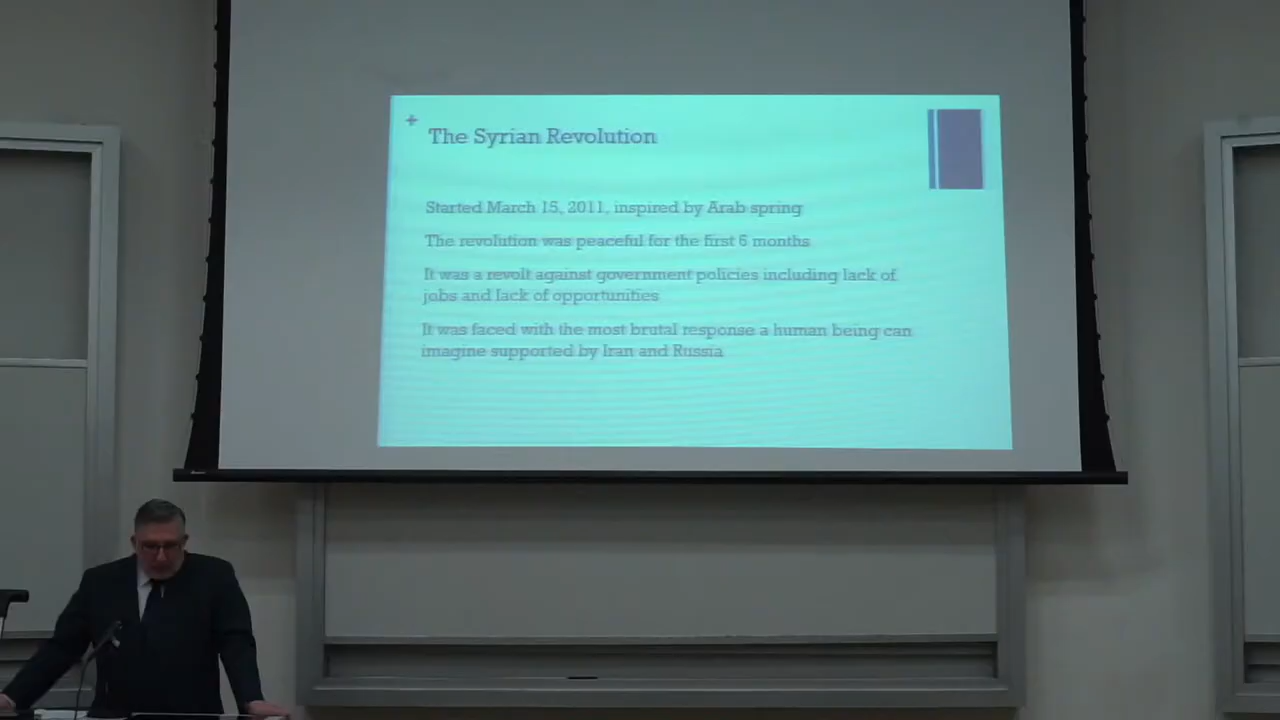 +
The Syrian Revolution
Started March 15, 2011, inspired by Arab spring
The revolution was peaceful for the first 6 months
It was a revolt against government policies including lack of
jobs and lack of opportunities
It was faced with the most brutal response a human being can
imagine supported by Iran and Russia